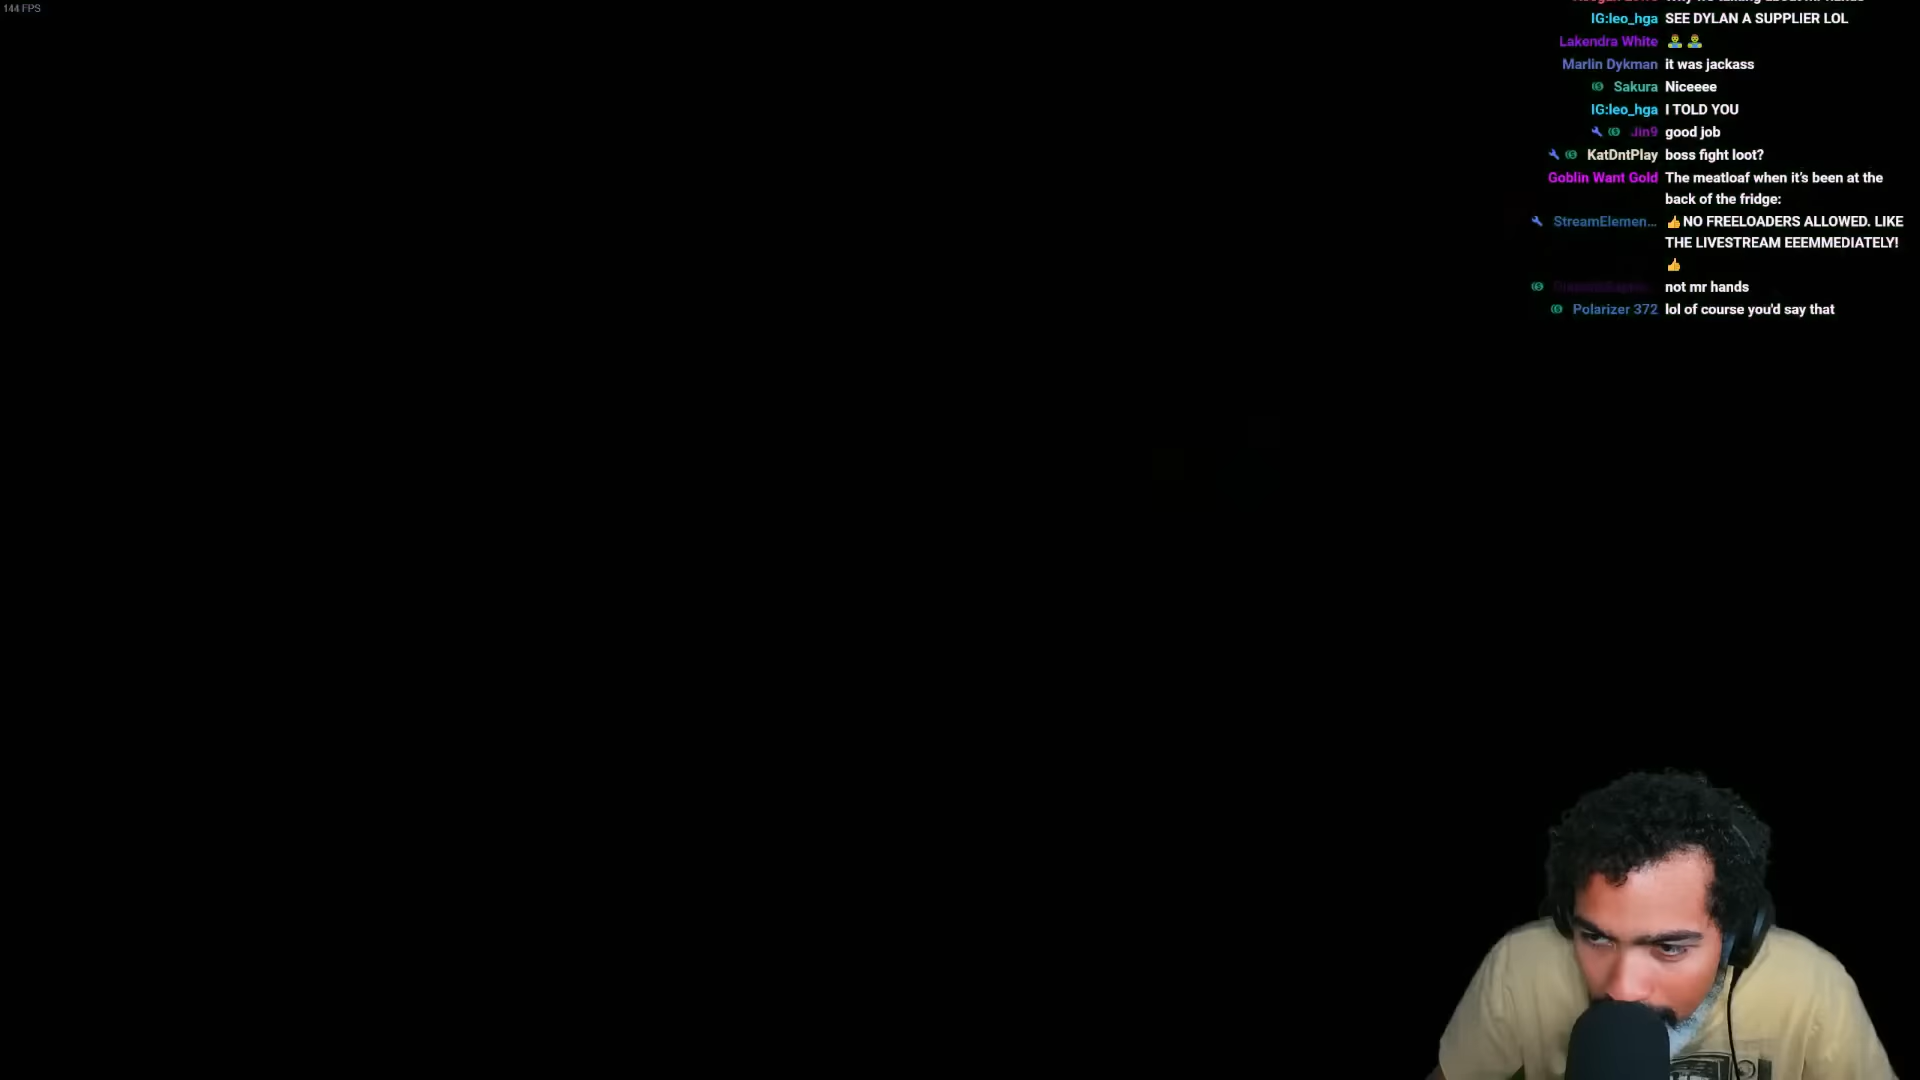 144 FPS
IG:leo_hga SEE DYLAN A SUPPLIER LOL
Lakendra White
Marlin Dykman it was jackass
Sakura Niceeee
IG:leo_hga I TOLD YOU
Jin9 good job
KatDntPlay boss fight loot?
Goblin Want Gold The meatloaf when it's been at the
back of the fridge:
StreamElemen... 👍NO FREELOADERS ALLOWED. LIKE
THE LIVESTREAM EEEMMEDIATELY!
👍
not mr hands
Polarizer 372 lol of course you'd say that